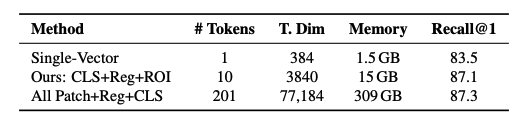 Method # Tokens T. Dim Memory Recall@1
Single-Vector 1 384 1.5 GB 83.5
Ours: CLS+Reg+ROI 10 3840 15 GB 87.1
All Patch+Reg+CLS 201 77,184 309 GB 87.3